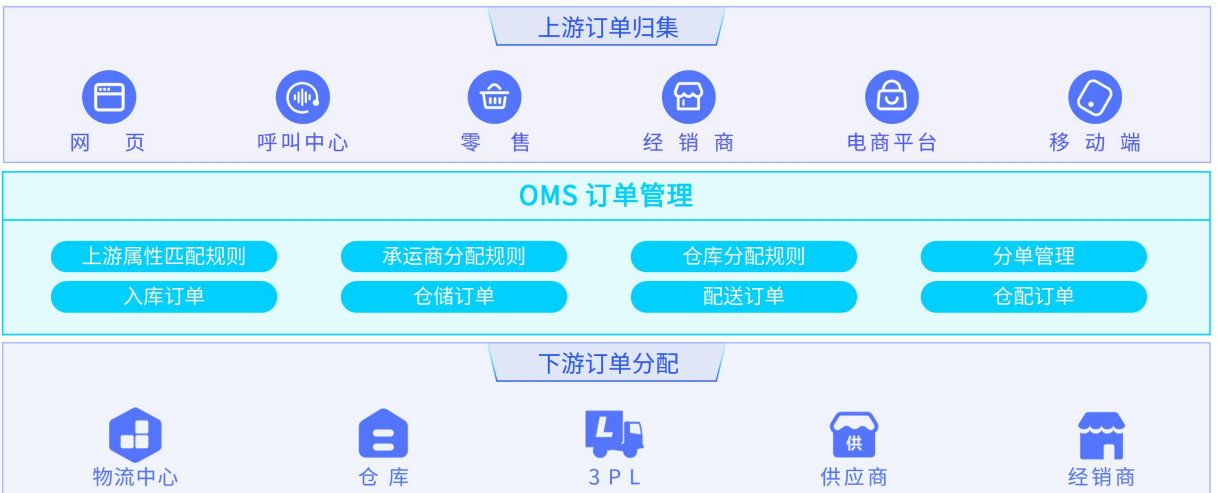 上游订单归集
网 页 呼叫中心 零 售 经 销 商 电商平台 移 动 端
OMS 订单管理
上游属性匹配规则 承运商分配规则 仓库分配规则 分单管理
入库订单 仓储订单 配送订单 仓配订单
下游订单分配
L 供
物流中心 仓 库 3 P L 供应商 经销商